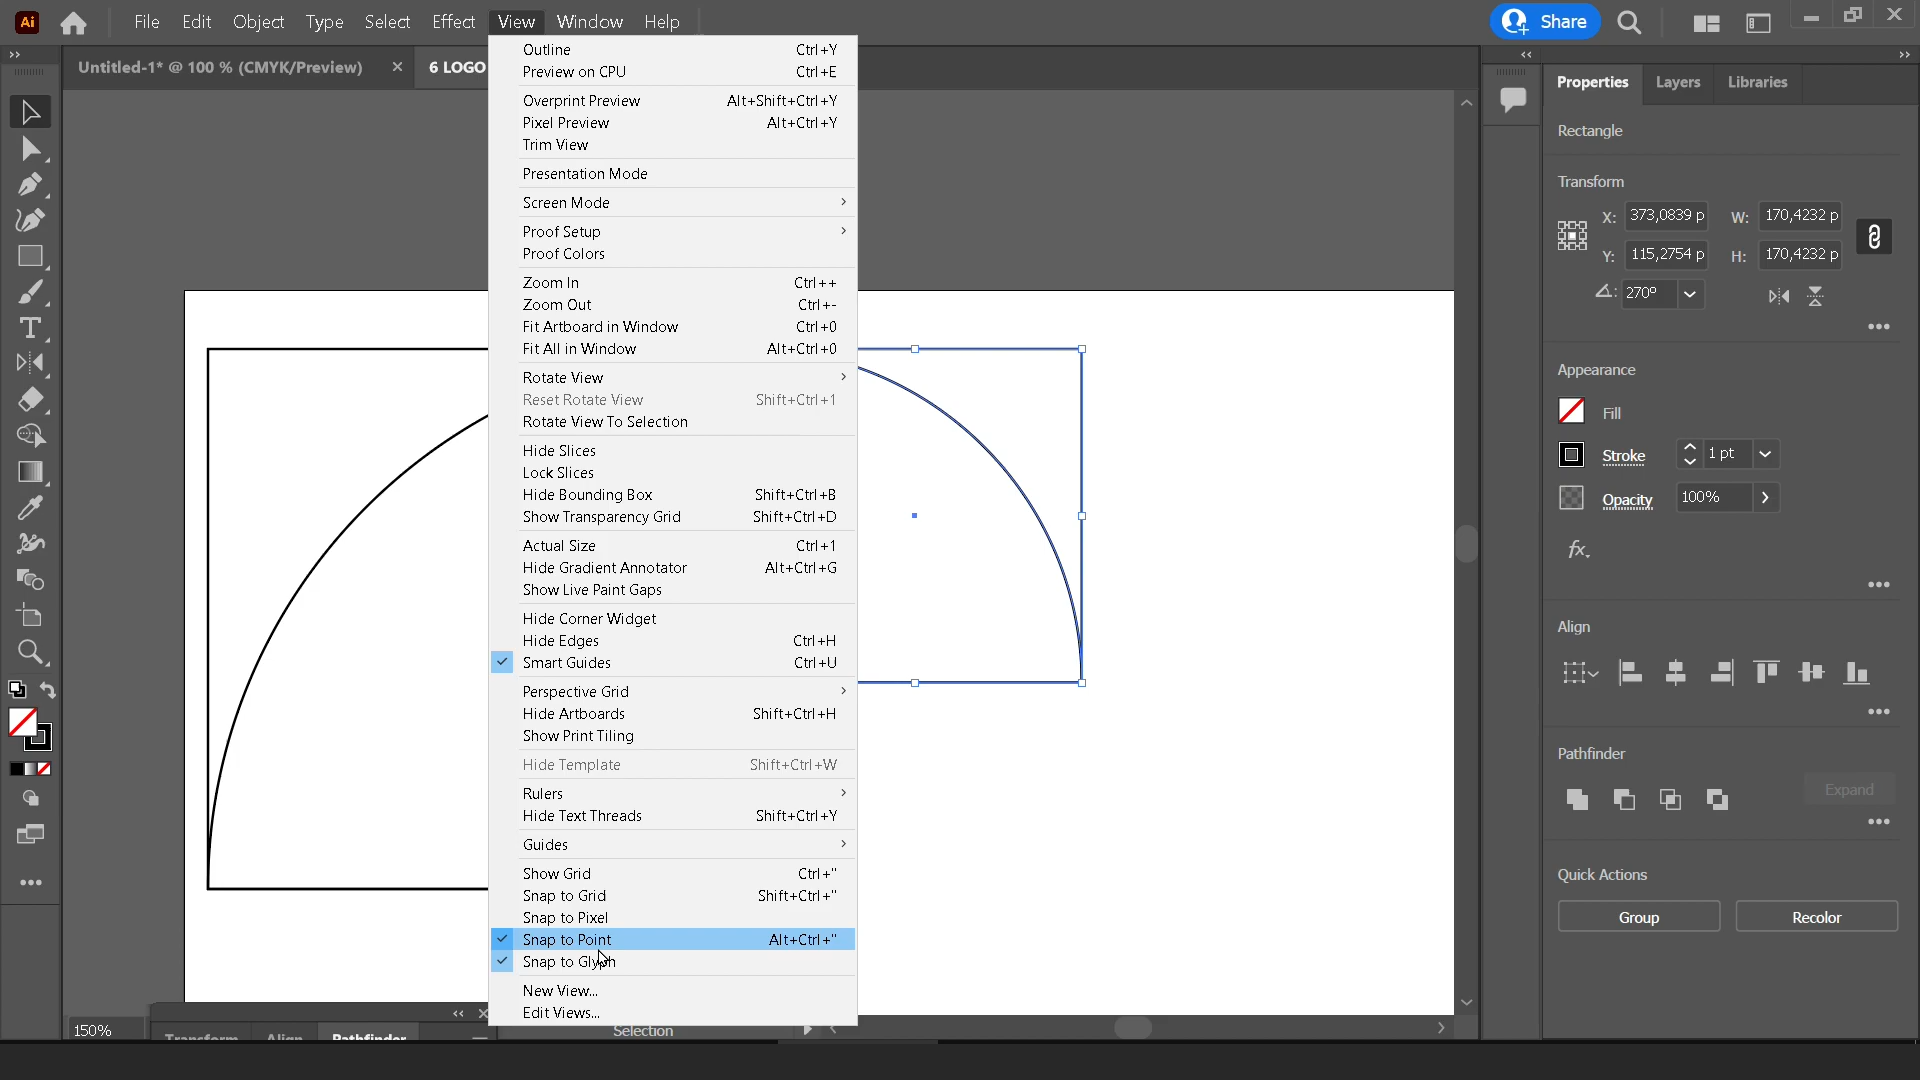 Ai File Edit Object Type Select Effect View Window Help Share
Untitled-1* @ 100 % (CMYK/Preview) × 6 LOGO
Outline Ctrl+Y
Preview on CPU Ctrl+E
Overprint Preview Alt+Shift+Ctrl+Y
Pixel Preview Alt+Ctrl+Y
Trim View
Presentation Mode
Screen Mode
Proof Setup
Proof Colors
Zoom In Ctrl++
Zoom Out Ctrl+-
Fit Artboard in Window Ctrl+0
Fit All in Window Alt+Ctrl+0
Rotate View
Reset Rotate View Shift+Ctrl+1
Rotate View To Selection
Hide Slices
Lock Slices
Hide Bounding Box Shift+Ctrl+B
Show Transparency Grid Shift+Ctrl+D
Actual Size Ctrl+1
Hide Gradient Annotator Alt+Ctrl+G
Show Live Paint Gaps
Hide Corner Widget
Hide Edges Ctrl+H
Smart Guides Ctrl+U
Perspective Grid
Hide Artboards Shift+Ctrl+H
Show Print Tiling
Hide Template Shift+Ctrl+W
Rulers
Hide Text Threads Shift+Ctrl+Y
Guides
Show Grid Ctrl+"
Snap to Grid Shift+Ctrl+"
Snap to Pixel
Snap to Point Alt+Ctrl+"
Snap to Glyph
New View...
Edit Views...
150%
Transform Align Pathfinder
Selection
Properties Layers Libraries
Rectangle
Transform
X: 373,0839 p W: 170,4232 p
Y: 115,2754 p H: 170,4232 p
270°
Appearance
Fill
Stroke 1 pt
Opacity 100%
fx.
Align
Pathfinder
Expand
Quick Actions
Group Recolor